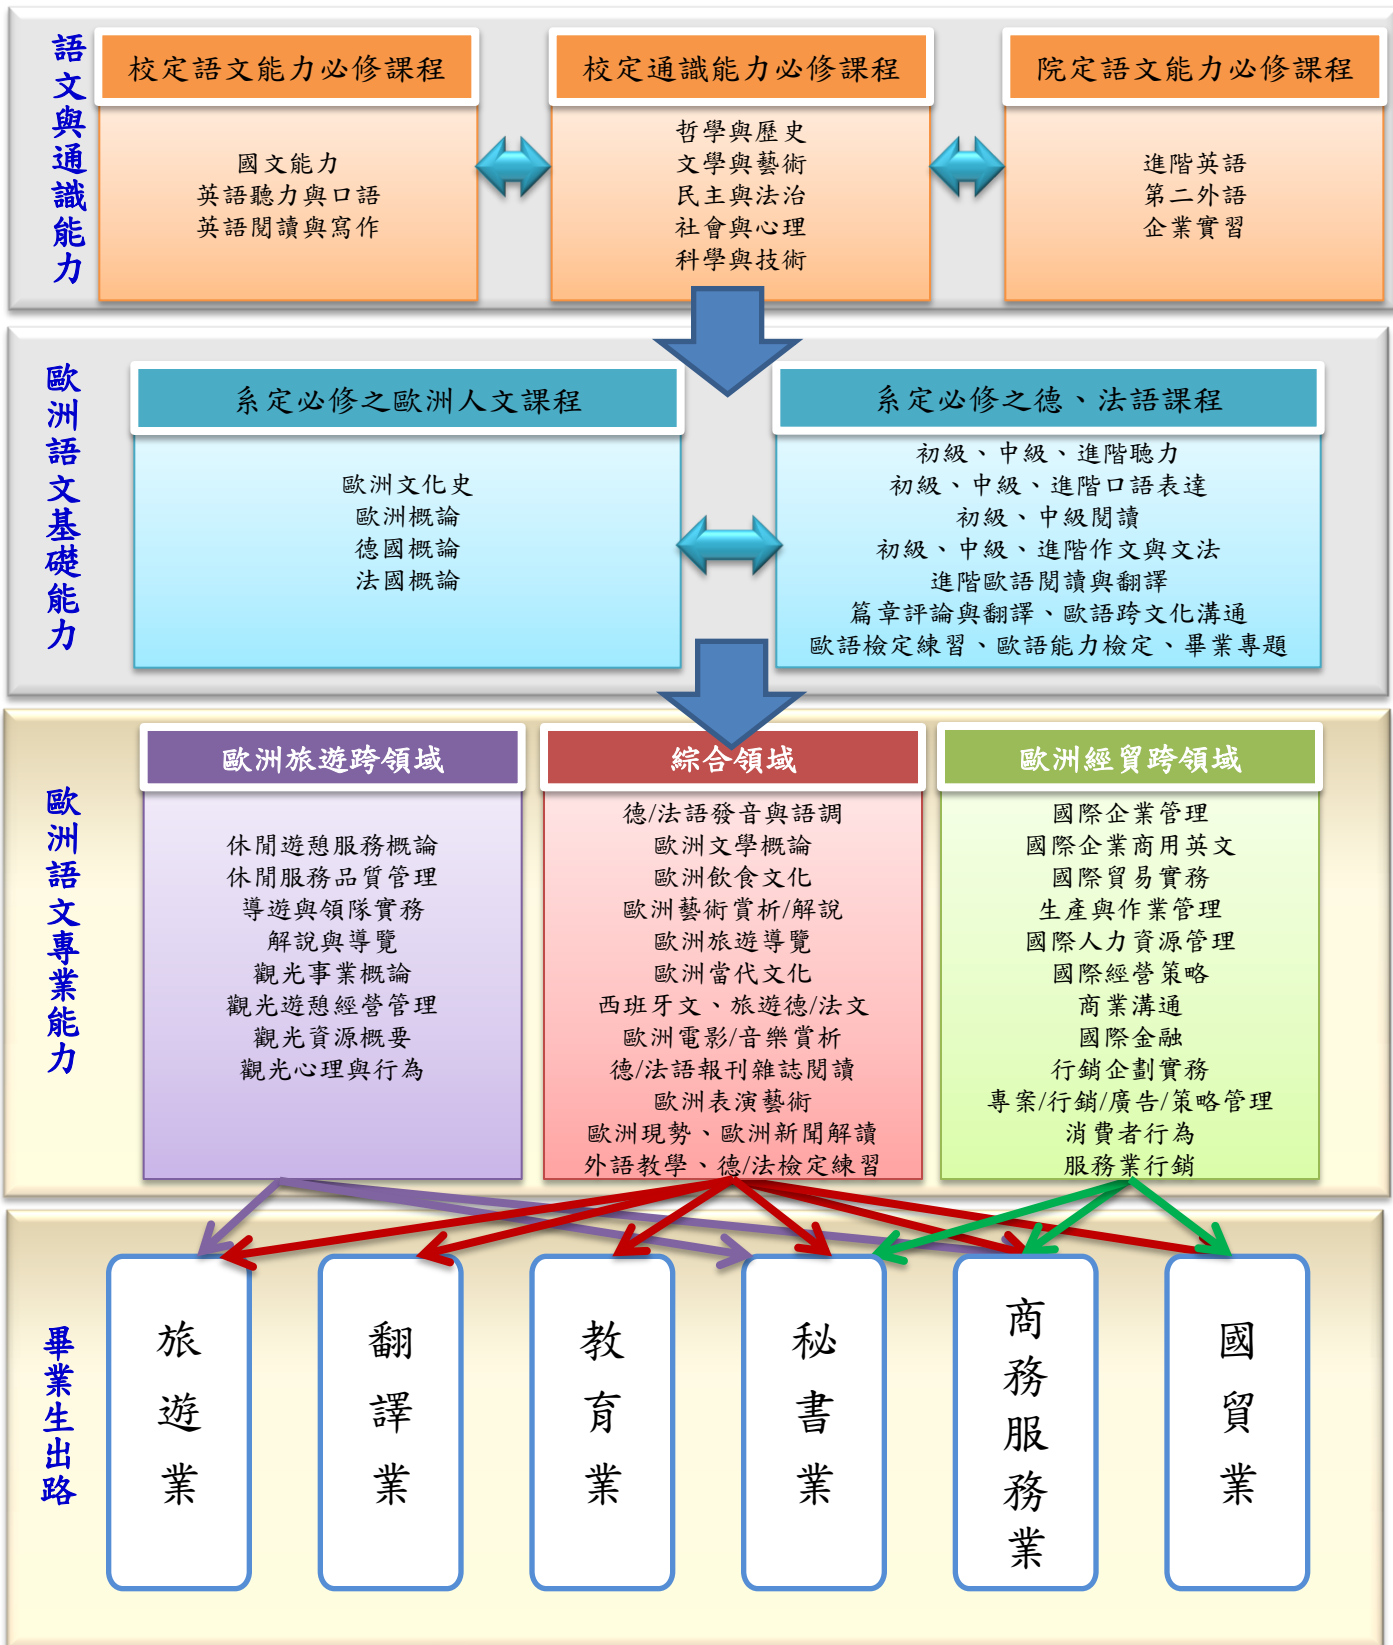 語文與通識能力
校定語文能力必修課程
國文能力
英語聽力與口語
英語閱讀與寫作
校定通識能力必修課程
哲學與歷史
文學與藝術
民主與法治
社會與心理
科學與技術
院定語文能力必修課程
進階英語
第二外語
企業實習
歐洲語文基礎能力
系定必修之歐洲人文課程
歐洲文化史
歐洲概論
德國概論
法國概論
系定必修之德、法語課程
初級、中級、進階聽力
初級、中級、進階口語表達
初級、中級閱讀
初級、中級、進階作文與文法
進階歐語閱讀與翻譯
篇章評論與翻譯、歐語跨文化溝通
歐語檢定練習、歐語能力檢定、畢業專題
歐洲語文專業能力
歐洲旅遊跨領域
休閒遊憩服務概論
休閒服務品質管理
導遊與領隊實務
解說與導覽
觀光事業概論
觀光遊憩經營管理
觀光資源概要
觀光心理與行為
綜合領域
德/法語發音與語調
歐洲文學概論
歐洲飲食文化
歐洲藝術賞析/解說
歐洲旅遊導覽
歐洲當代文化
西班牙文、旅遊德/法文
歐洲電影/音樂賞析
德/法語報刊雜誌閱讀
歐洲表演藝術
歐洲現勢、歐洲新聞解讀
外語教學、德/法檢定練習
歐洲經貿跨領域
國際企業管理
國際企業商用英文
國際貿易實務
生產與作業管理
國際人力資源管理
國際經營策略
商業溝通
國際金融
行銷企劃實務
專案/行銷/廣告/策略管理
消費者行為
服務業行銷
畢業生出路
旅遊業
翻譯業
教育業
秘書業
商務服務業
國貿業